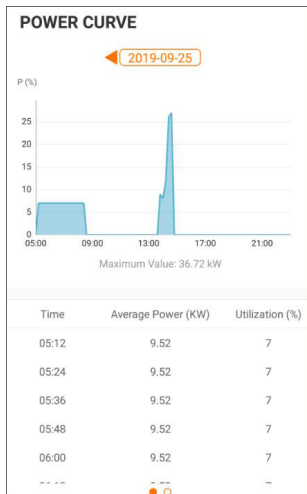 POWER CURVE
2019-09-25
P (%)
25
20
15
10
5
0
05:00 09:00 13:00 17:00 21:00
Maximum Value: 36.72 kW
Time Average Power (KW) Utilization (%)
05:12 9.52 7
05:24 9.52 7
05:36 9.52 7
05:48 9.52 7
06:00 9.52 7